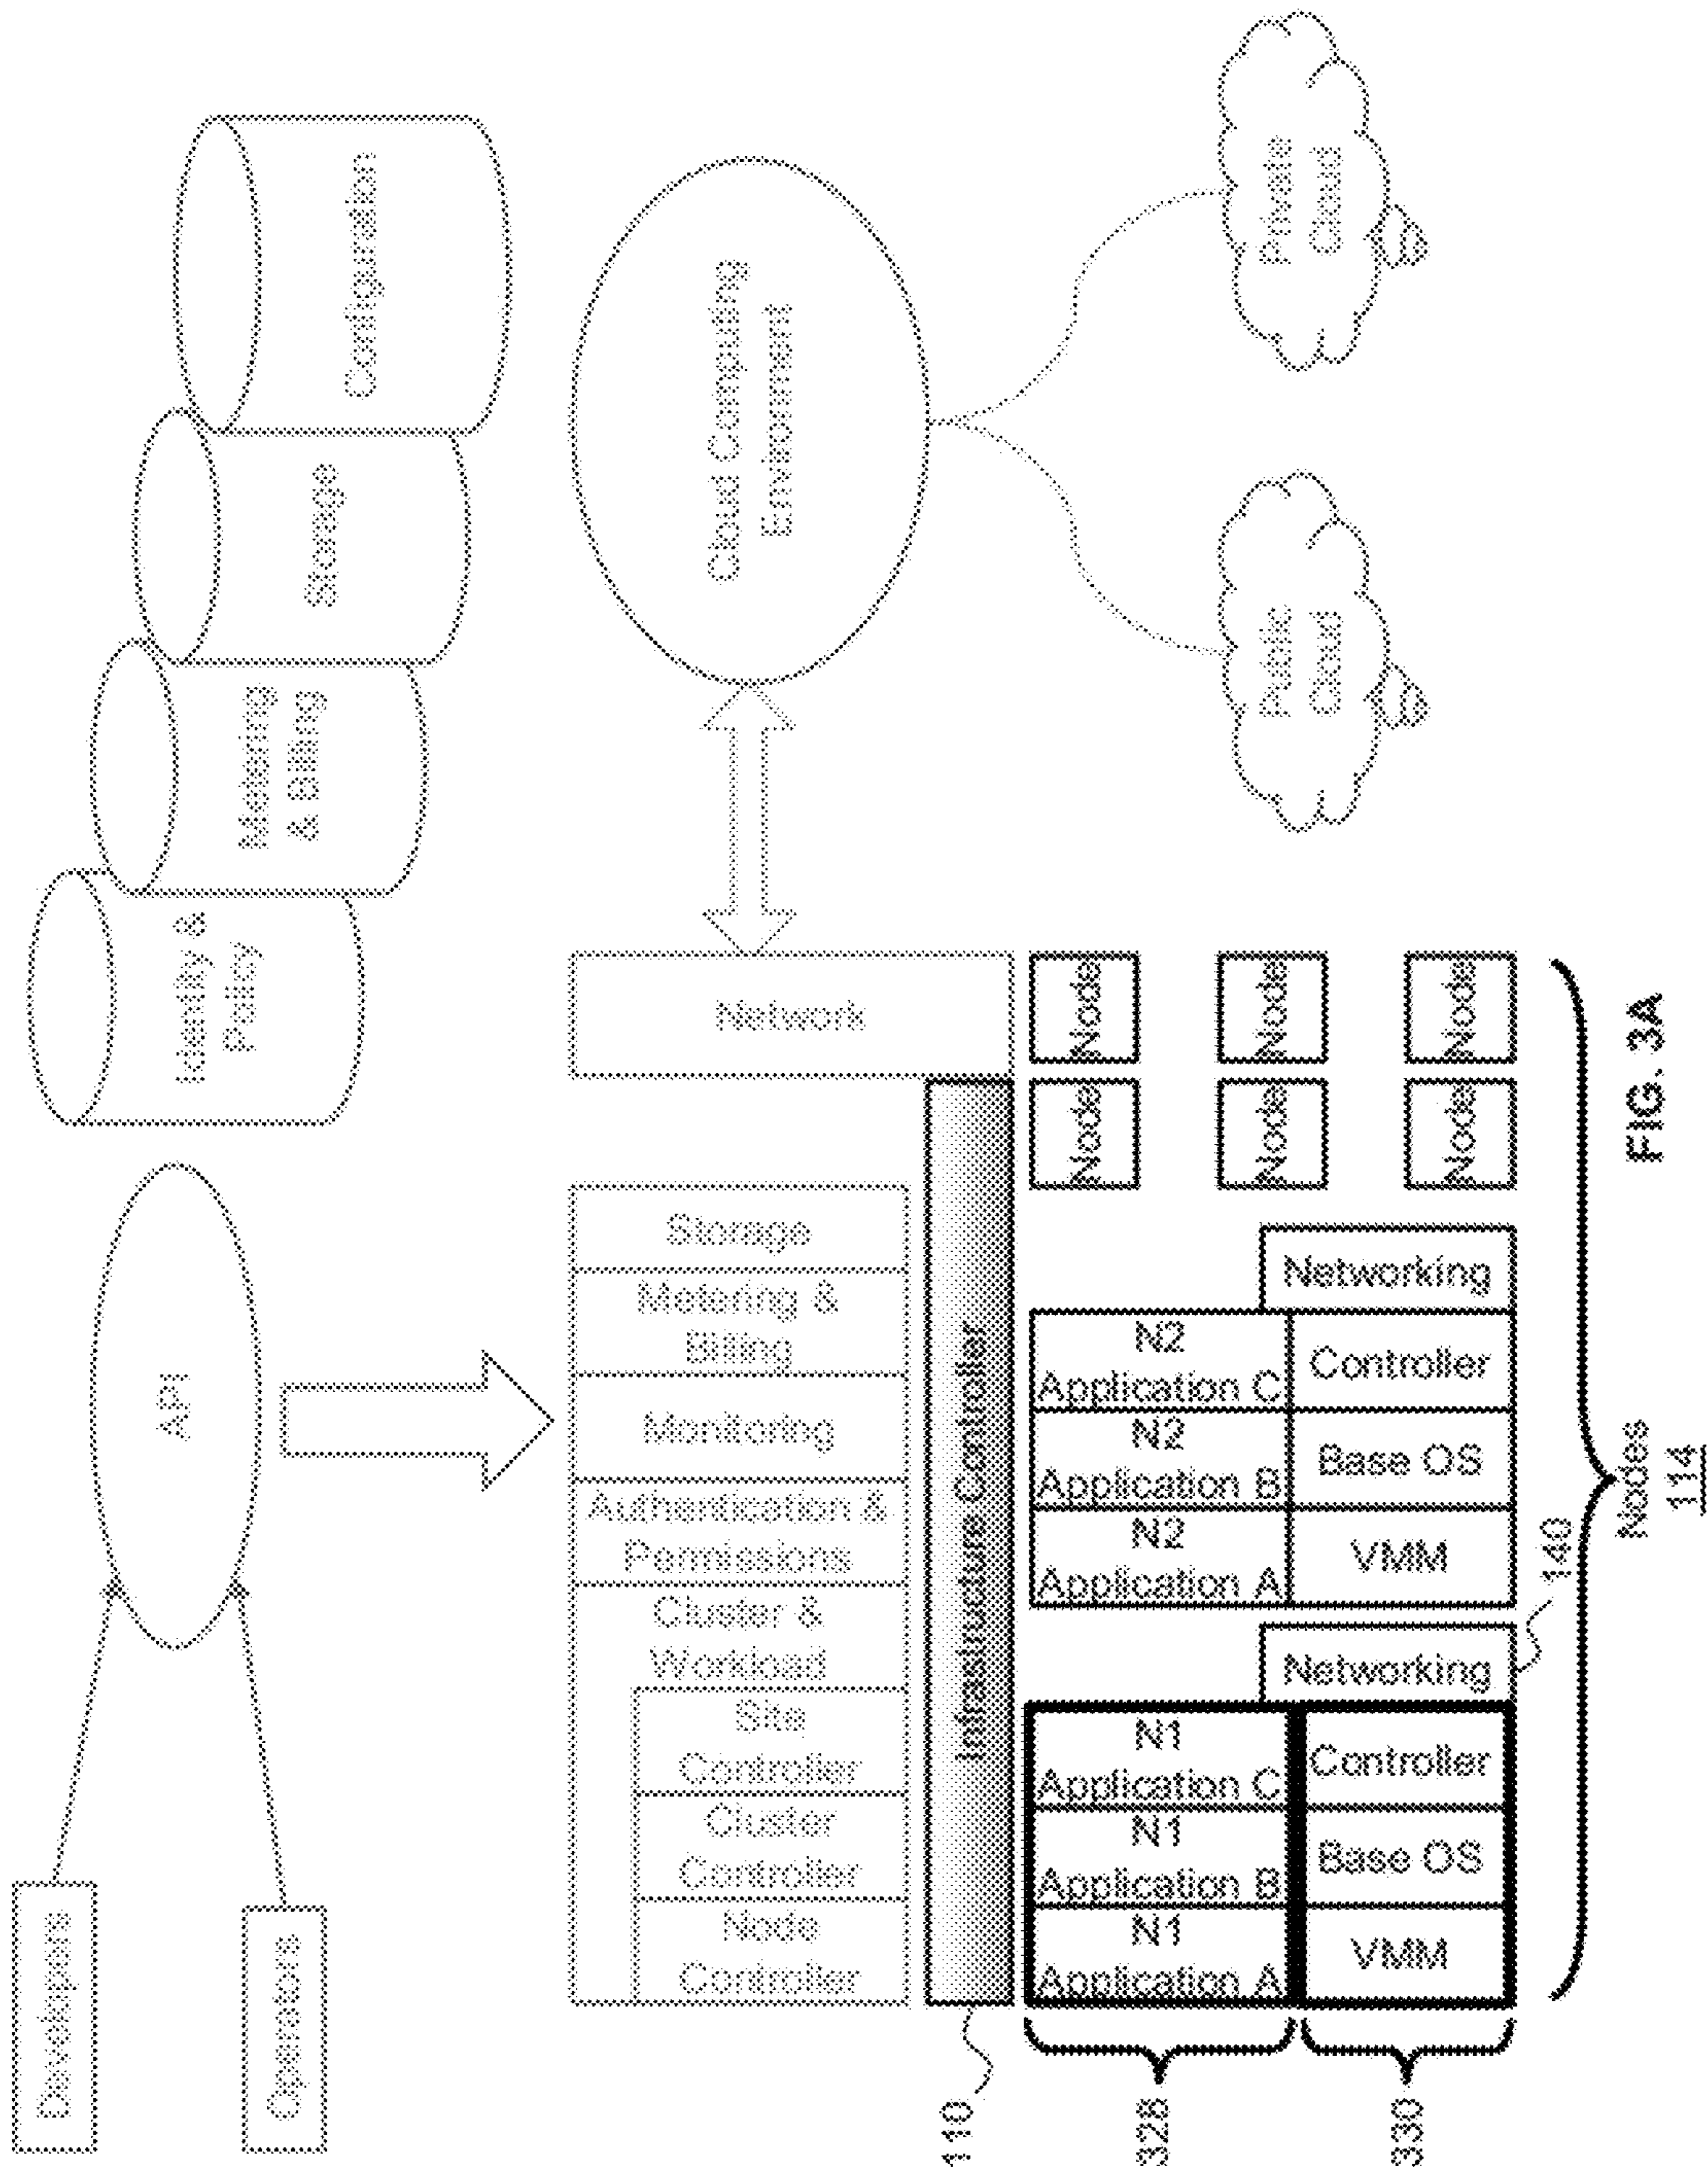 Developers
Operators
API
Identity &
Policy
Metering
& Billing
Storage
Configuration
Node
Controller
Cluster
Controller
Site
Controller
Cluster &
Workload
Authentication &
Permissions
Monitoring
Metering &
Billing
Storage
Network
Cloud Computing
Environment
Public
Cloud
Private
Cloud
110
Infrastructure Controller
328
N1
Application A
N1
Application B
N1
Application C
N2
Application A
N2
Application B
N2
Application C
Node
Node
Node
Node
Node
Node
330
VMM
Base OS
Controller
Networking
VMM
Base OS
Controller
Networking
140
Nodes
114
FIG. 3A